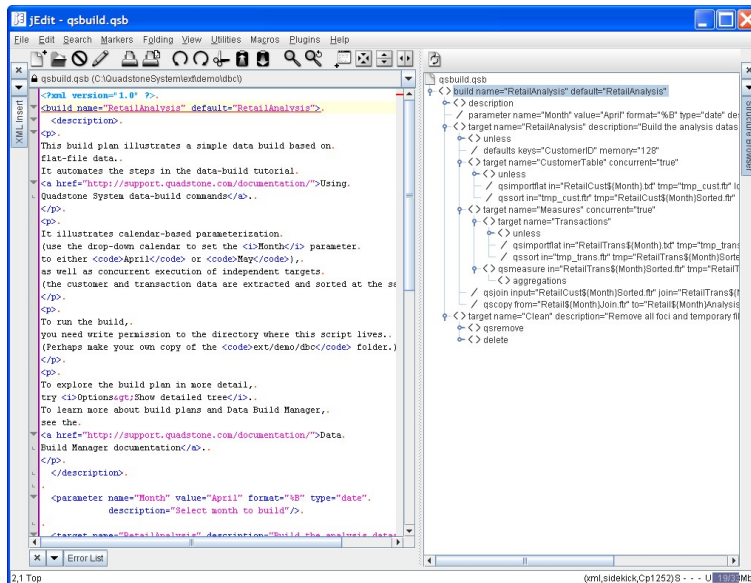 jEdit - qsbuild.qsb
File Edit Search Markers Folding View Utilities Macros Plugins Help
qsbuild.qsb (C:\QuadstoneSystem\ext\demo\dbc\)
XML Insert
<?xml version="1.0" ?>.
<build name="RetailAnalysis" default="RetailAnalysis">.
<description>.
<p>.
This build plan illustrates a simple data build based on.
flat-file data..
It automates the steps in the data-build tutorial.
<a href="http://support.quadstone.com/documentation/">Using.
Quadstone System data-build commands</a>..
</p>.
<p>.
It illustrates calendar-based parameterization.
(use the drop-down calendar to set the <i>Month</i> parameter.
to either <code>April</code> or <code>May</code>),.
as well as concurrent execution of independent targets.
(the customer and transaction data are extracted and sorted at the sa
</p>.
<p>.
To run the build,.
you need write permission to the directory where this script lives..
(Perhaps make your own copy of the <code>ext/demo/dbc</code> folder.)
</p>.
<p>.
To explore the build plan in more detail,.
try <i>Options&gt;Show detailed tree</i>..
To learn more about build plans and Data Build Manager,.
see the.
<a href="http://support.quadstone.com/documentation/">Data.
Build Manager documentation</a>..
</p>.
</description>.
.
<parameter name="Month" value="April" format="%B" type="date".
description="Select month to build"/>.
.
<target name="RetailAnalysis" description="Build the analysis datas
Error List
2,1 Top
qsbuild.qsb
<> build name="RetailAnalysis" default="RetailAnalysis"
<> description
/ parameter name="Month" value="April" format="%B" type="date" des
<> target name="RetailAnalysis" description="Build the analysis datas
<> unless
/ defaults keys="CustomerID" memory="128"
<> target name="CustomerTable" concurrent="true"
<> unless
/ qsimportflat in="RetailCust${Month}.txt" tmp="tmp_cust.ftr" lo
/ qssort in="tmp_cust.ftr" tmp="RetailCust${Month}Sorted.ftr"
<> target name="Measures" concurrent="true"
<> target name="Transactions"
<> unless
/ qsimportflat in="RetailTrans${Month}.txt" tmp="tmp_trans
/ qssort in="tmp_trans.ftr" tmp="RetailTrans${Month}Sorte
<> qsmeasure in="RetailTrans${Month}Sorted.ftr" tmp="RetailT
<> aggregations
/ qsjoin input="RetailCust${Month}Sorted.ftr" join="RetailTrans${M
/ qscopy from="Retail${Month}Join.ftr" to="Retail${Month}Analysis
<> target name="Clean" description="Remove all foci and temporary fil
<> qsremove
<> delete
(xml,sidekick,Cp1252)S - - - U